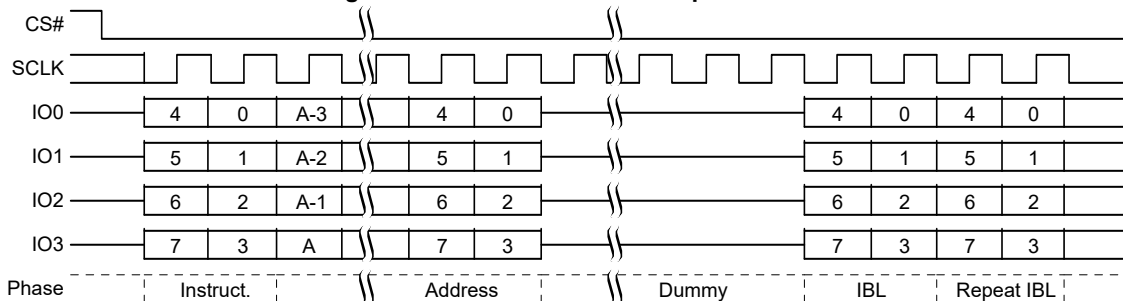 CS#
SCLK
IO0 4 0 A-3 4 0 4 0 4 0
IO1 5 1 A-2 5 1 5 1 5 1
IO2 6 2 A-1 6 2 6 2 6 2
IO3 7 3 A 7 3 7 3 7 3
Phase Instruct. Address Dummy IBL Repeat IBL